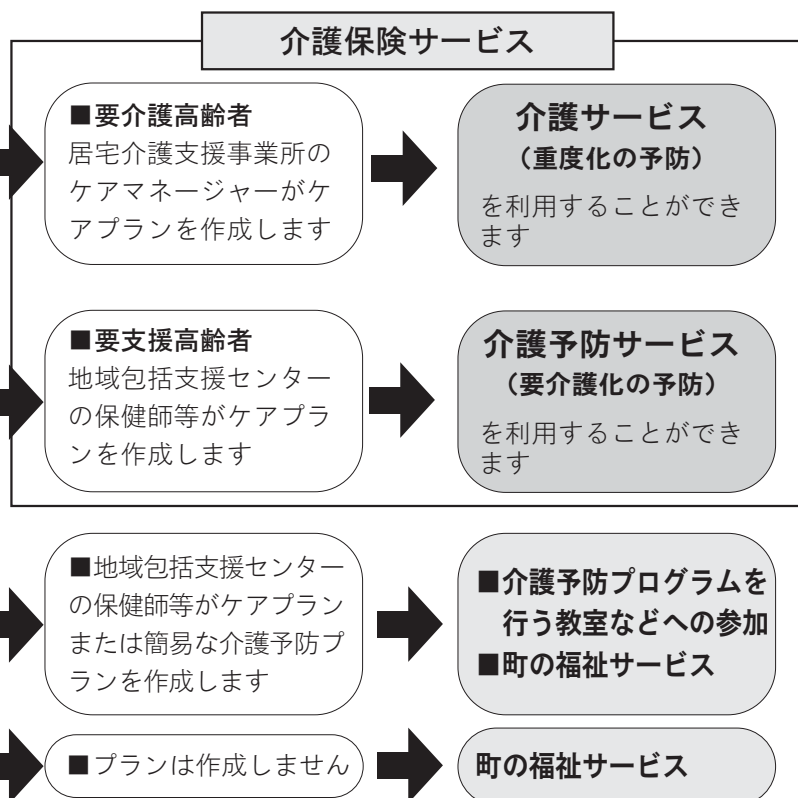 介護保険サービス
■要介護高齢者
居宅介護支援事業所の
ケアマネージャーがケ
アプランを作成します
介護サービス
（重度化の予防）
を利用することができ
ます
■要支援高齢者
地域包括支援センター
の保健師等がケアプラ
ンを作成します
介護予防サービス
（要介護化の予防）
を利用することができ
ます
■地域包括支援センター
の保健師等がケアプラン
または簡易な介護予防プ
ランを作成します
■介護予防プログラムを
行う教室などへの参加
■町の福祉サービス
■プランは作成しません
町の福祉サービス